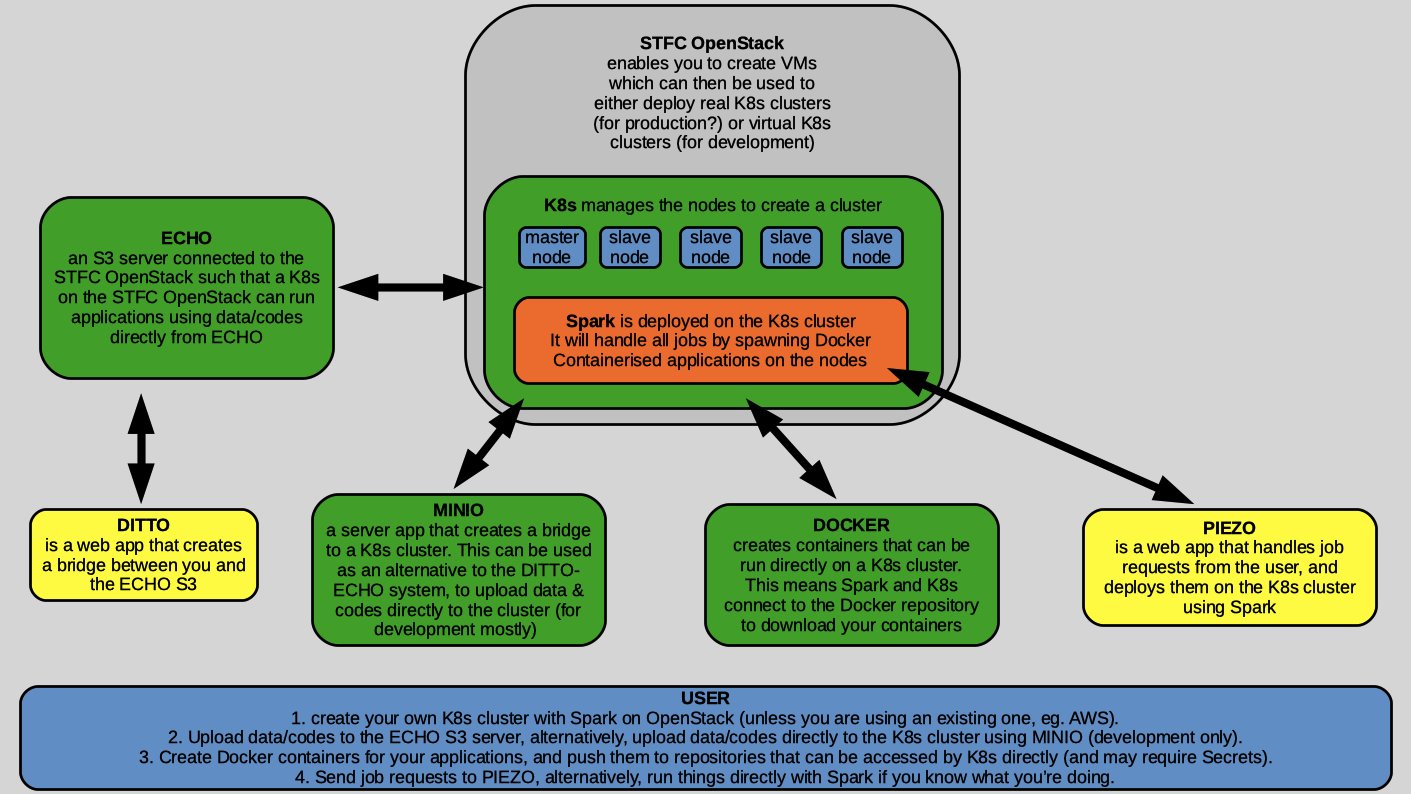 STFC OpenStack
enables you to create VMs
which can then be used to
either deploy real K8s clusters
(for production?) or virtual K8s
clusters (for development)
K8s manages the nodes to create a cluster
master
node
slave
node
slave
node
slave
node
slave
node
Spark is deployed on the K8s cluster
It will handle all jobs by spawning Docker
Containerised applications on the nodes
ECHO
an S3 server connected to the
STFC OpenStack such that a K8s
on the STFC OpenStack can run
applications using data/codes
directly from ECHO
DITTO
is a web app that creates
a bridge between you and
the ECHO S3
MINIO
a server app that creates a bridge
to a K8s cluster. This can be used
as an alternative to the DITTO-
ECHO system, to upload data &
codes directly to the cluster (for
development mostly)
DOCKER
creates containers that can be
run directly on a K8s cluster.
This means Spark and K8s
connect to the Docker repository
to download your containers
PIEZO
is a web app that handles job
requests from the user, and
deploys them on the K8s cluster
using Spark
USER
1. create your own K8s cluster with Spark on OpenStack (unless you are using an existing one, eg. AWS).
2. Upload data/codes to the ECHO S3 server, alternatively, upload data/codes directly to the K8s cluster using MINIO (development only).
3. Create Docker containers for your applications, and push them to repositories that can be accessed by K8s directly (and may require Secrets).
4. Send job requests to PIEZO, alternatively, run things directly with Spark if you know what you're doing.